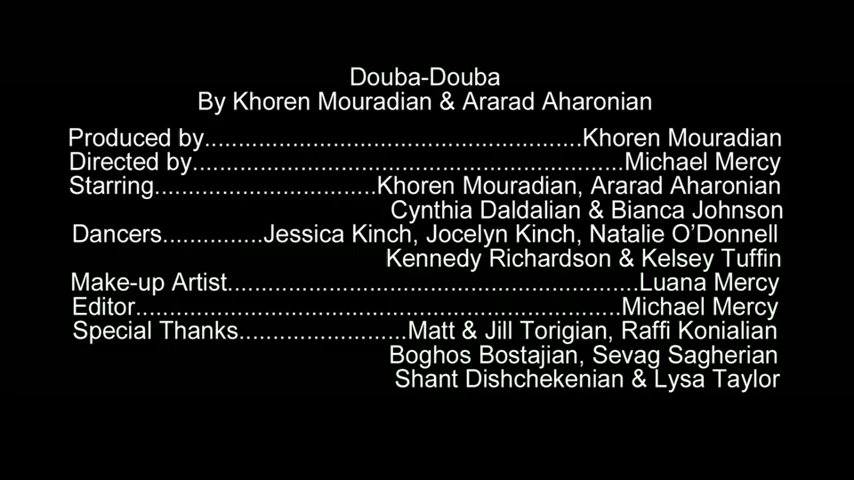 Douba-Douba
By Khoren Mouradian & Ararad Aharonian
Produced by........................................................Khoren Mouradian
Directed by................................................................Michael Mercy
Starring.................................Khoren Mouradian, Ararad Aharonian
Cynthia Daldalian & Bianca Johnson
Dancers...............Jessica Kinch, Jocelyn Kinch, Natalie O’Donnell
Kennedy Richardson & Kelsey Tuffin
Make-up Artist.............................................................Luana Mercy
Editor........................................................................Michael Mercy
Special Thanks.........................Matt & Jill Torigian, Raffi Konialian
Boghos Bostajian, Sevag Sagherian
Shant Dishchekenian & Lysa Taylor